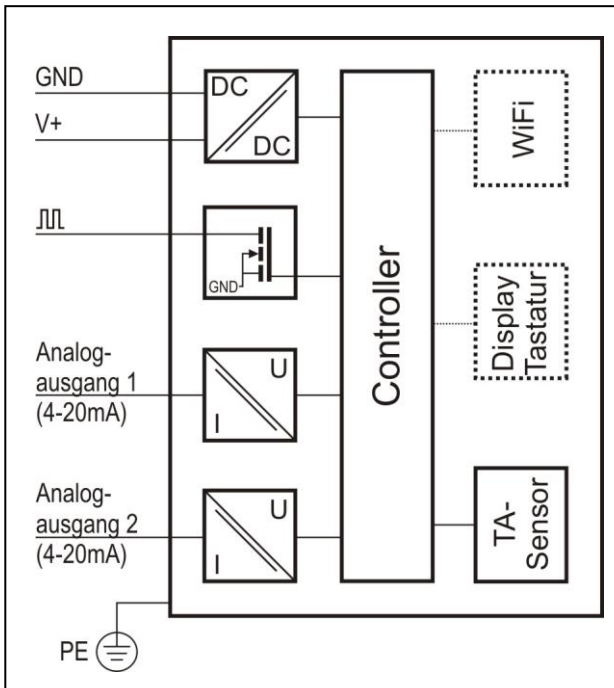 GND
V+
DC
DC
GND
Analog-
ausgang 1
(4-20mA)
U
I
Analog-
ausgang 2
(4-20mA)
U
I
PE
Controller
WiFi
Display
Tastatur
TA-
Sensor